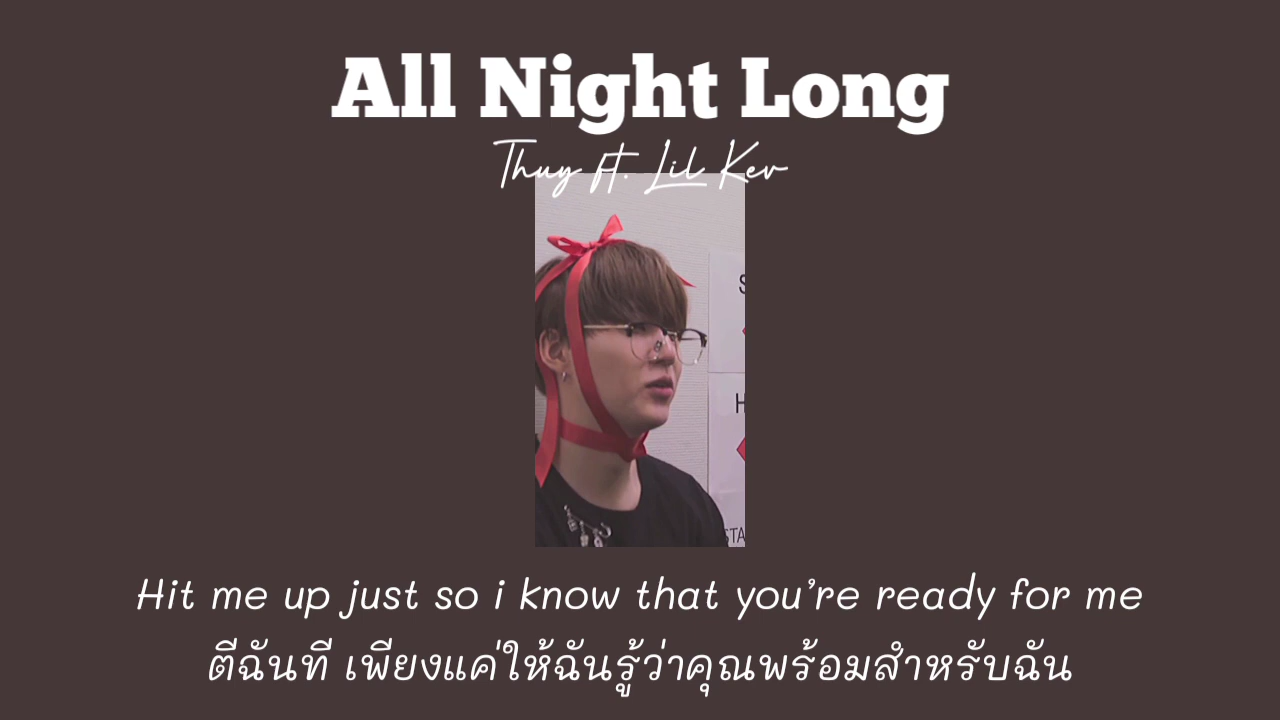 All Night Long
Thuy ft. Lil Kev
S
H
STA
Hit me up just so i know that you're ready for me
ตีฉันที เพียงแค่ให้ฉันรู้ว่าคุณพร้อมสำหรับฉัน